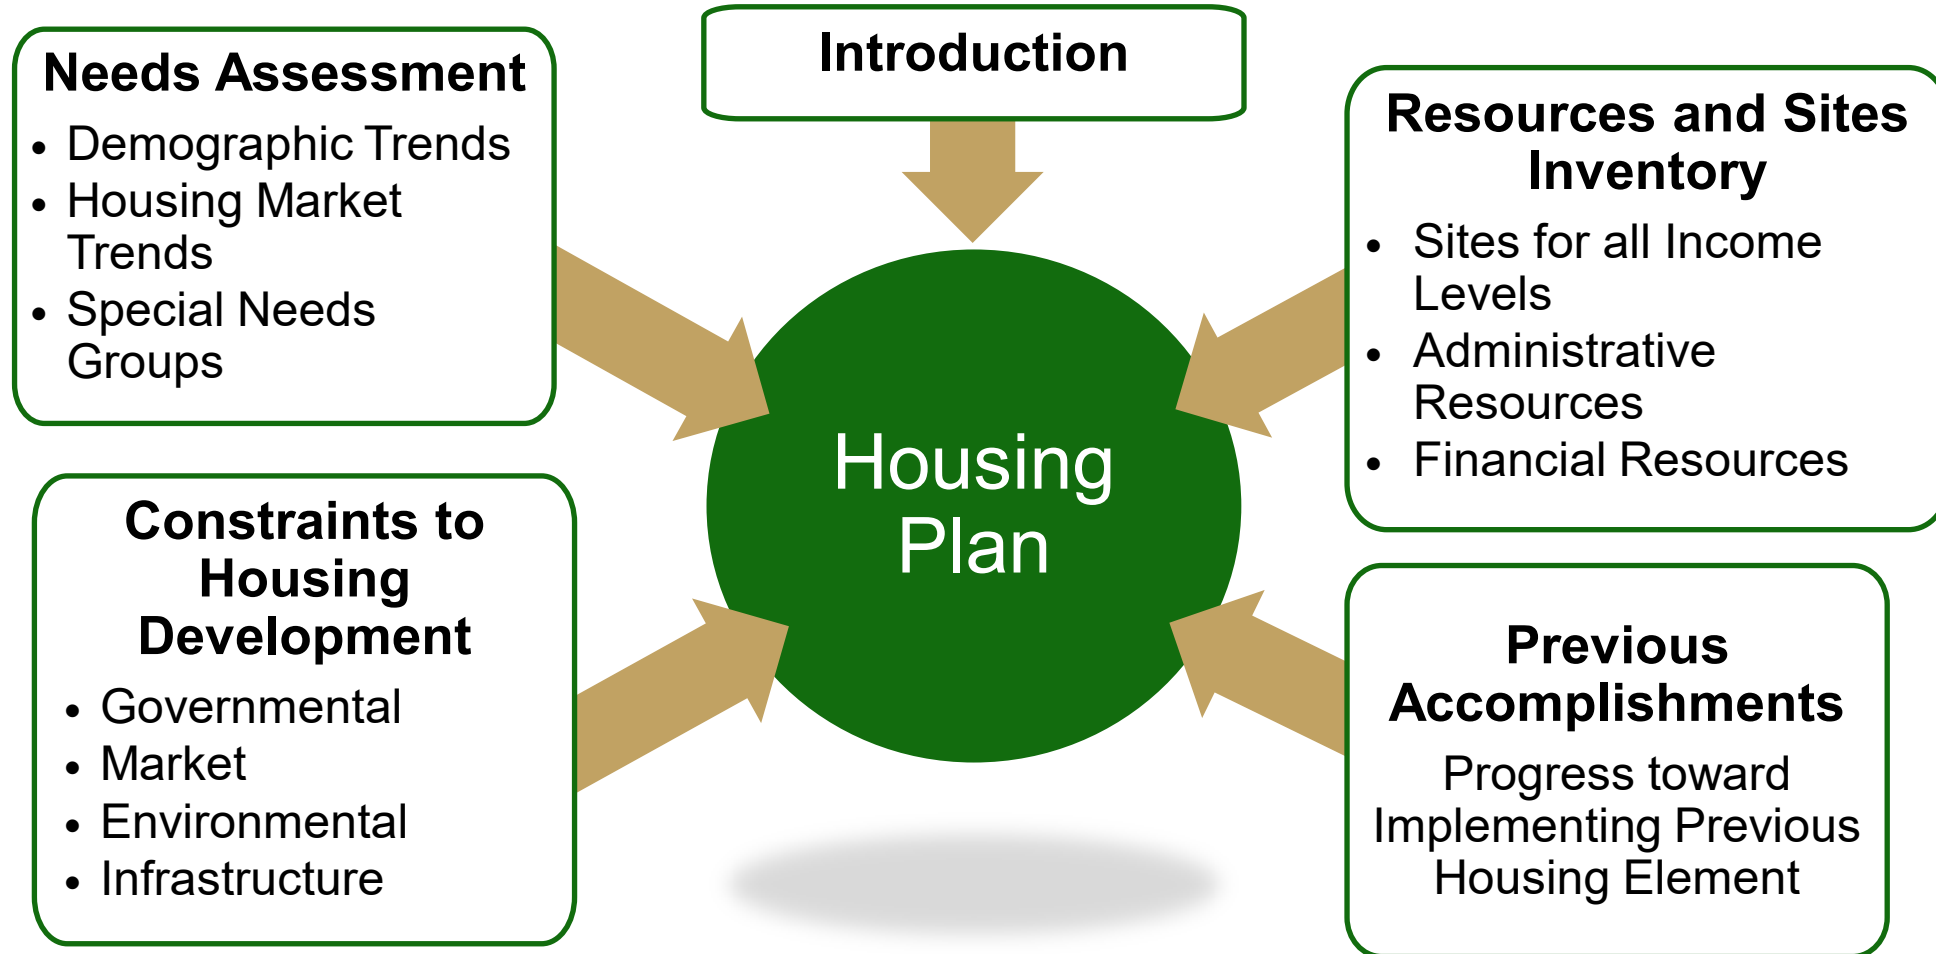 Introduction
Needs Assessment
• Demographic Trends
• Housing Market
Trends
• Special Needs
Groups
Resources and Sites
Inventory
• Sites for all Income
Levels
• Administrative
Resources
• Financial Resources
Housing
Plan
Constraints to
Housing
Development
• Governmental
• Market
• Environmental
• Infrastructure
Previous
Accomplishments
Progress toward
Implementing Previous
Housing Element